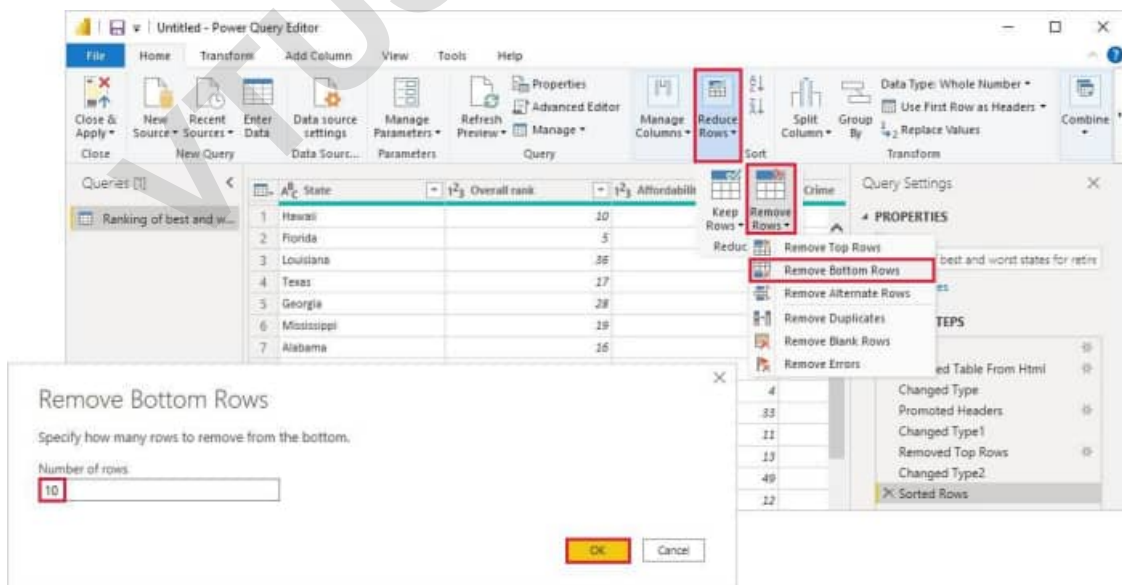 VTUS
Untitled - Power Query Editor
File Home Transform Add Column View Tools Help
Close & Apply
New Source
Recent Sources
Enter Data
Data source settings
Manage Parameters
Refresh Preview
Properties
Advanced Editor
Manage
Manage Columns
Reduce Rows
Split Column
Group By
Data Type: Whole Number
Use First Row as Headers
Replace Values
Combine
Close New Query Data Sourc... Parameters Query Sort Transform
Queries [1]
Ranking of best and w...
ABC State 123 Overall rank 123 Affordabilit Crime
1 Hawaii 10
2 Florida 5
3 Louisiana 36
4 Texas 17
5 Georgia 28
6 Mississippi 19
7 Alabama 16
4
33
11
13
49
12
Keep Rows
Remove Rows
Reduc
Remove Top Rows
Remove Bottom Rows
Remove Alternate Rows
Remove Duplicates
Remove Blank Rows
Remove Errors
Query Settings
PROPERTIES
best and worst states for retire
es
TEPS
ed Table From Html
Changed Type
Promoted Headers
Changed Type1
Removed Top Rows
Changed Type2
Sorted Rows
Remove Bottom Rows
Specify how many rows to remove from the bottom.
Number of rows
10
OK Cancel